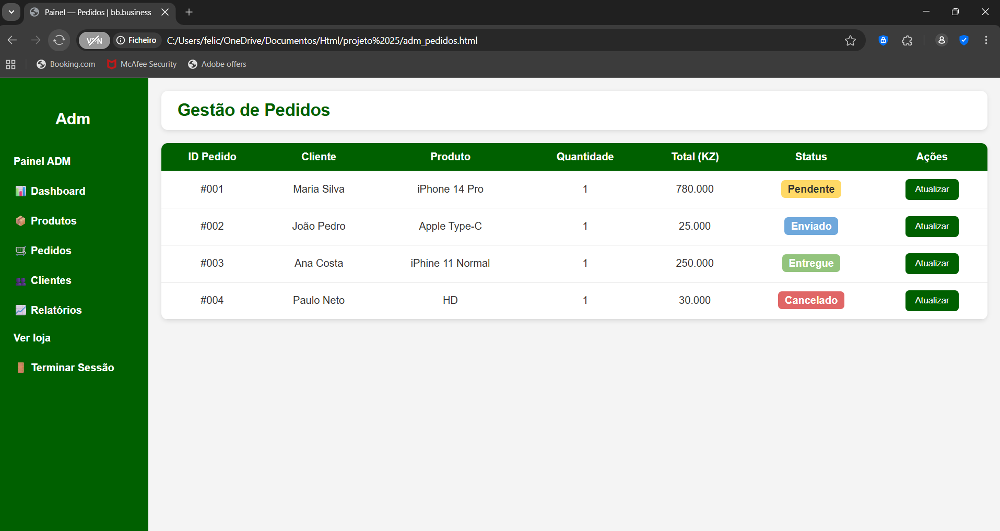 Painel — Pedidos | bb.business
VPN Ficheiro C:/Users/felic/OneDrive/Documentos/Html/projeto%2025/adm_pedidos.html
Booking.com McAfee Security Adobe offers
Adm
Painel ADM
Dashboard
Produtos
Pedidos
Clientes
Relatórios
Ver loja
Terminar Sessão
Gestão de Pedidos
ID Pedido Cliente Produto Quantidade Total (KZ) Status Ações
#001 Maria Silva iPhone 14 Pro 1 780.000 Pendente Atualizar
#002 João Pedro Apple Type-C 1 25.000 Enviado Atualizar
#003 Ana Costa iPhine 11 Normal 1 250.000 Entregue Atualizar
#004 Paulo Neto HD 1 30.000 Cancelado Atualizar